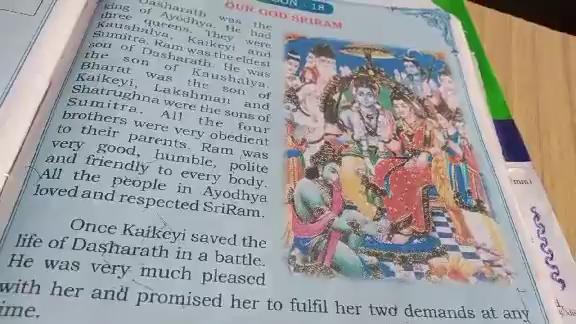 SON - 18
OUR GOD SRIRAM
Dasharath was the
king of Ayodhya. He had
three queens. They were
Kaushalya, Kaikeyi and
Sumitra. Ram was the eldest
son of Dasharath. He was
the son of Kaushalya.
Bharat was the son of
Kaikeyi, Lakshman and
Shatrughna were the sons of
Sumitra. All the four
brothers were very obedient
to their parents. Ram was
very good, humble, polite
and friendly to every body.
All the people in Ayodhya
loved and respected SriRam.
Once Kaikeyi saved the
life of Dasharath in a battle.
He was very much pleased
with her and promised her to fulfil her two demands at any
ime.